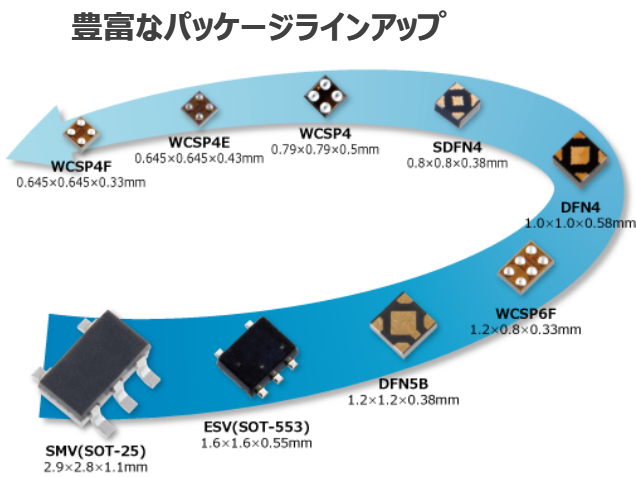 豊富なパッケージラインアップ
WCSP4F
0.645×0.645×0.33mm
WCSP4E
0.645×0.645×0.43mm
WCSP4
0.79×0.79×0.5mm
SDFN4
0.8×0.8×0.38mm
DFN4
1.0×1.0×0.58mm
WCSP6F
1.2×0.8×0.33mm
DFN5B
1.2×1.2×0.38mm
ESV(SOT-553)
1.6×1.6×0.55mm
SMV(SOT-25)
2.9×2.8×1.1mm